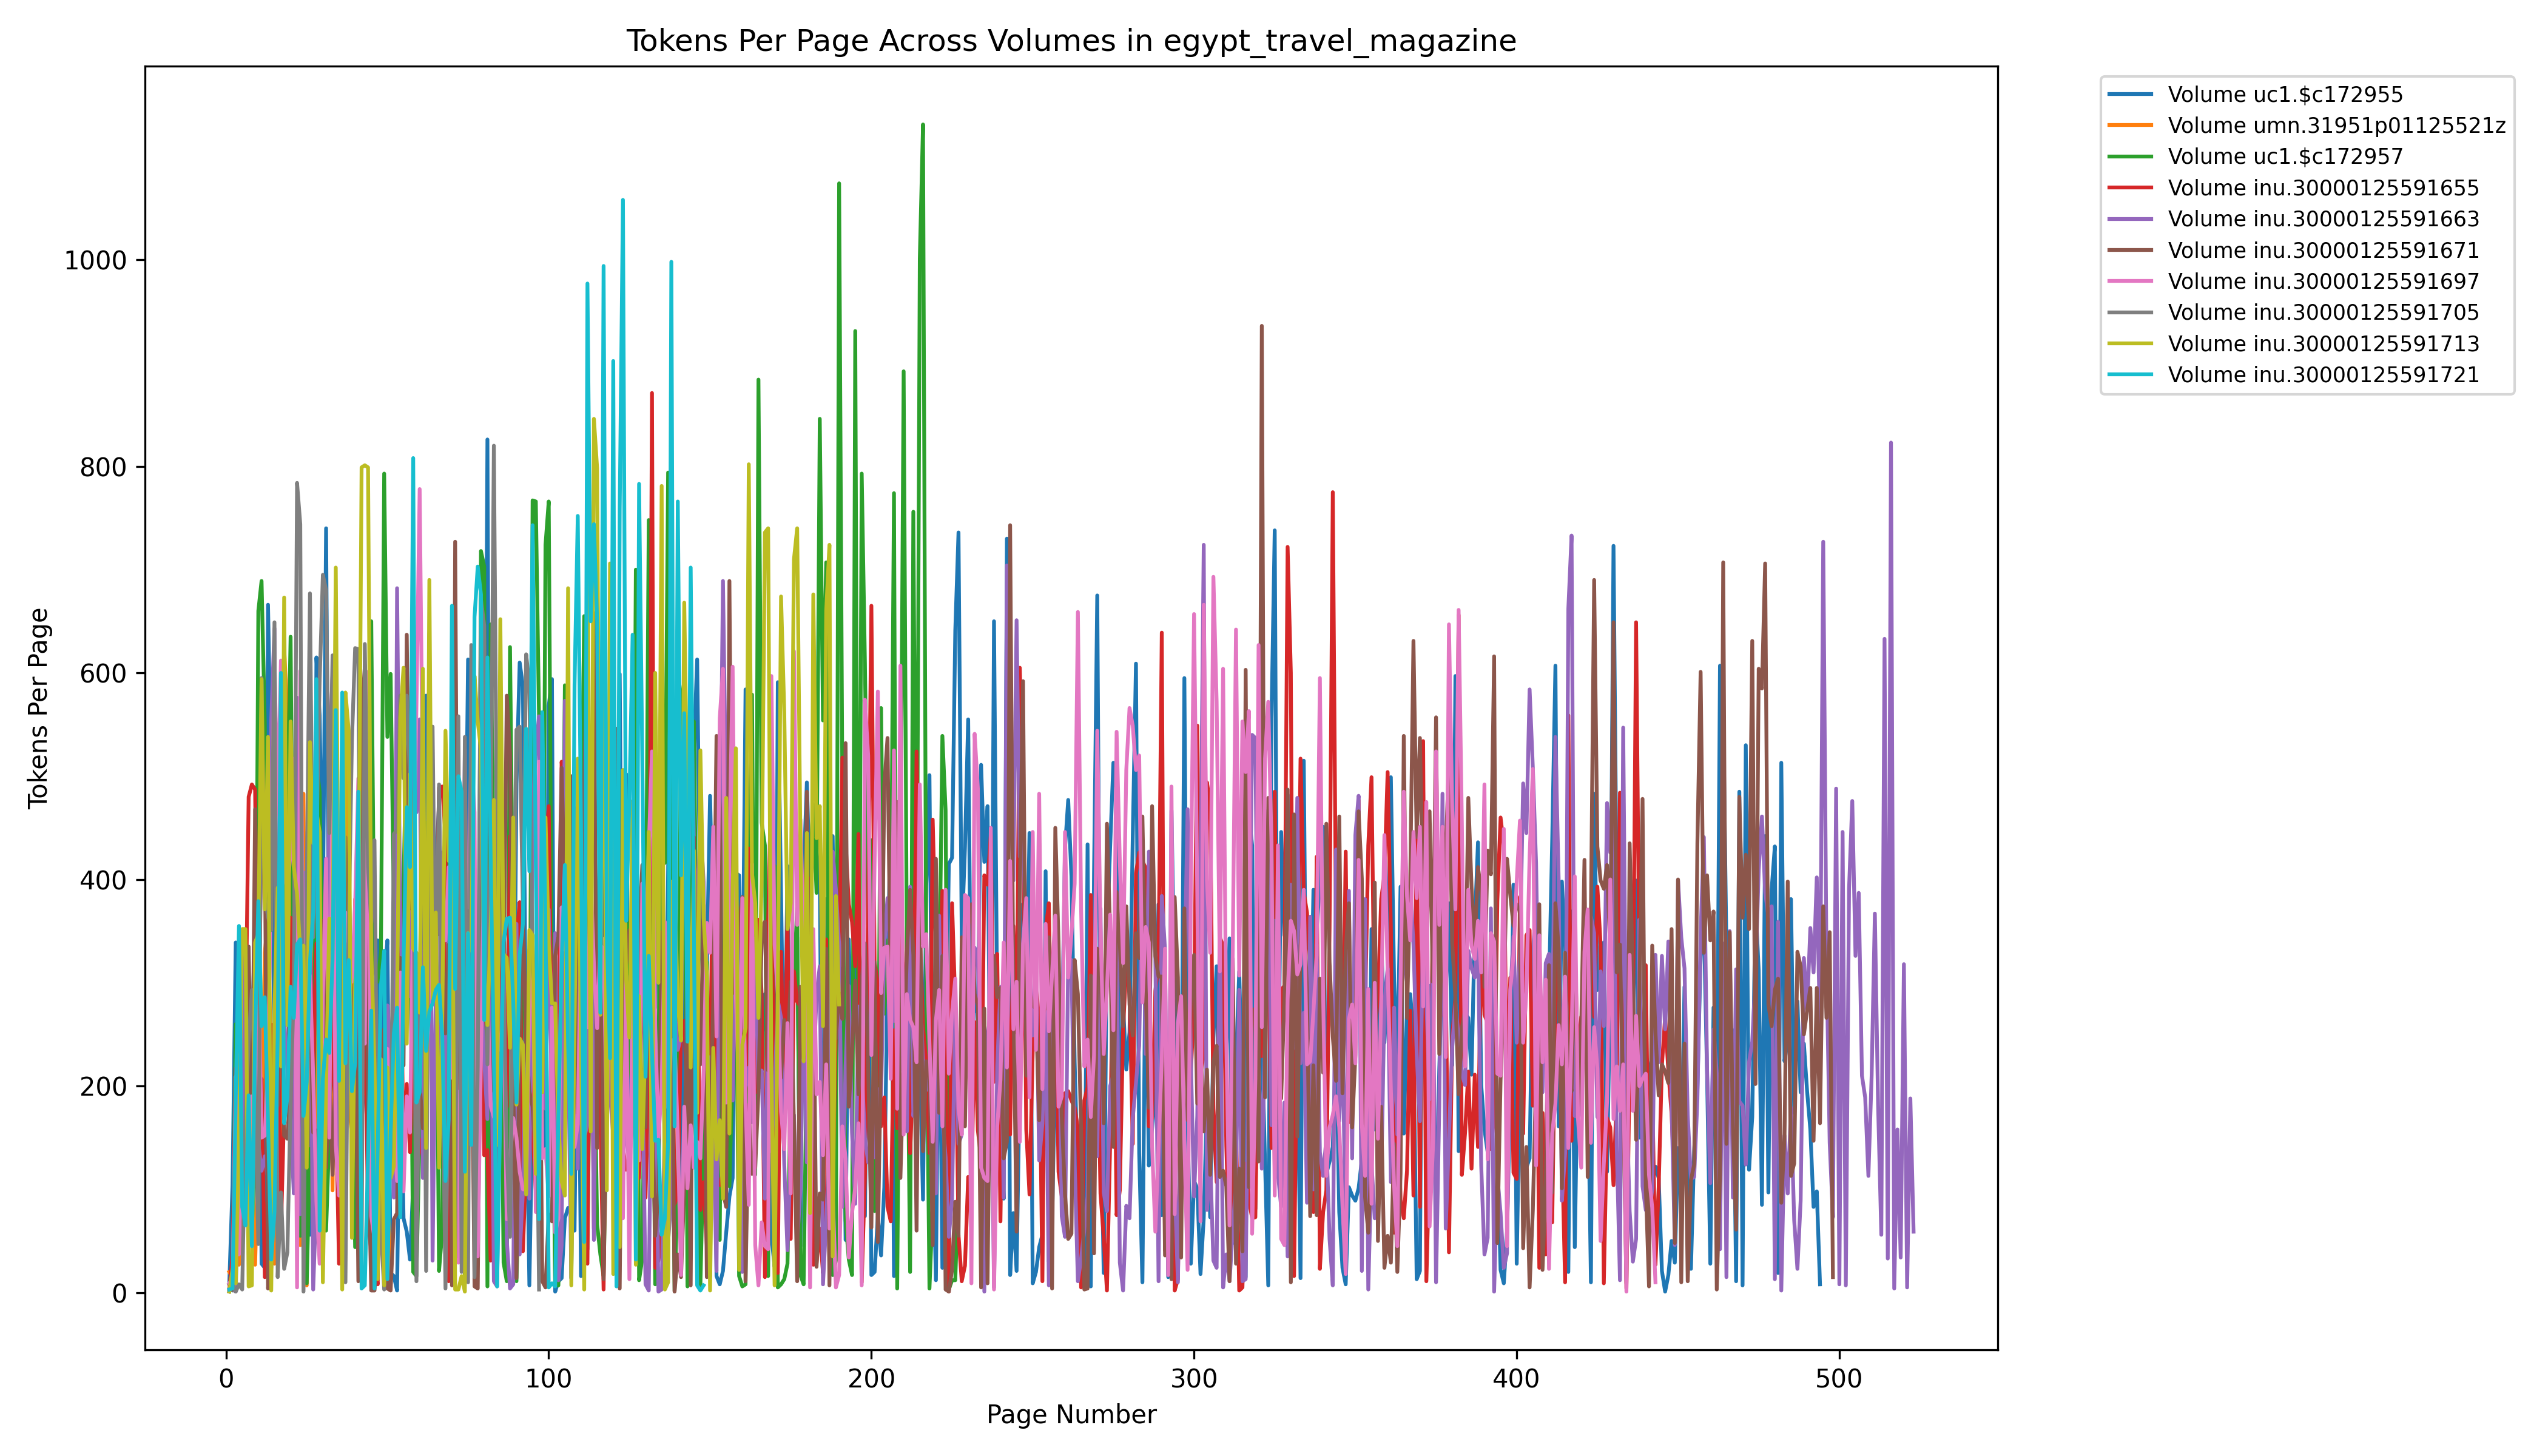 Tokens Per Page Across Volumes in egypt_travel_magazine
Tokens Per Page
1000
800
600
400
200
0
0 100 200 300 400 500
Page Number
Volume uc1.$c172955
Volume umn.31951p01125521z
Volume uc1.$c172957
Volume inu.30000125591655
Volume inu.30000125591663
Volume inu.30000125591671
Volume inu.30000125591697
Volume inu.30000125591705
Volume inu.30000125591713
Volume inu.30000125591721